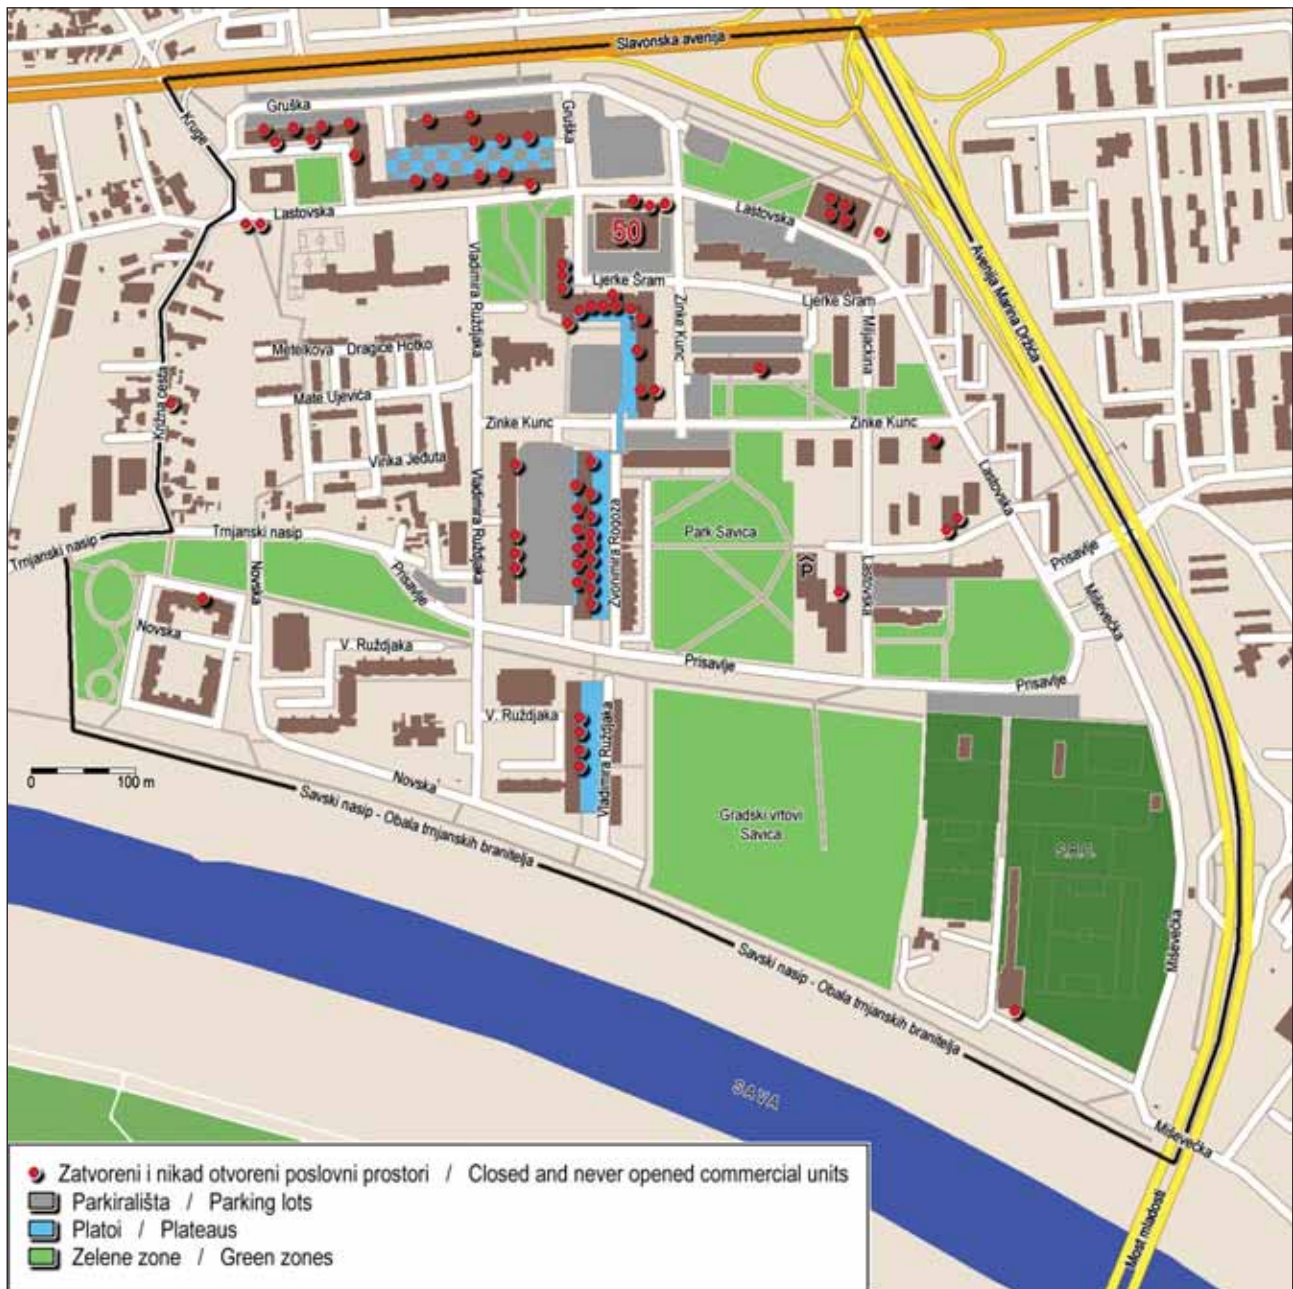 Slavonska avenija
Gruška
Gruška
Kruge
Lastovska
Lastovska
50
Vladimira Ruždjaka
Ljerke Šram
Ljerke Šram
Avenija Marina Držića
Zinke Kunc
Miljackina
Metelkova
Dragice Hotko
Mate Ujevića
Križna cesta
Zinke Kunc
Zinke Kunc
Vinka Jeđuta
Vladimira Ruždjaka
Lastovska
Zvonimira Rogoza
Park Savica
Trnjanski nasip
Trnjanski nasip
Prisavlje
P
Lastovska
Prisavlje
Miševečka
Novska
Novska
V. Ruždjaka
Prisavlje
Prisavlje
V. Ruždjaka
Vladimira Ruždjaka
0 100 m
Novska
Savski nasip - Obala trnjanskih branitelja
Gradski vrtovi
Savica
S.R.C.
Miševečka
Savski nasip - Obala trnjanskih branitelja
SAVA
Miševečka
Most mladosti
Zatvoreni i nikad otvoreni poslovni prostori / Closed and never opened commercial units
Parkirališta / Parking lots
Platoi / Plateaus
Zelene zone / Green zones